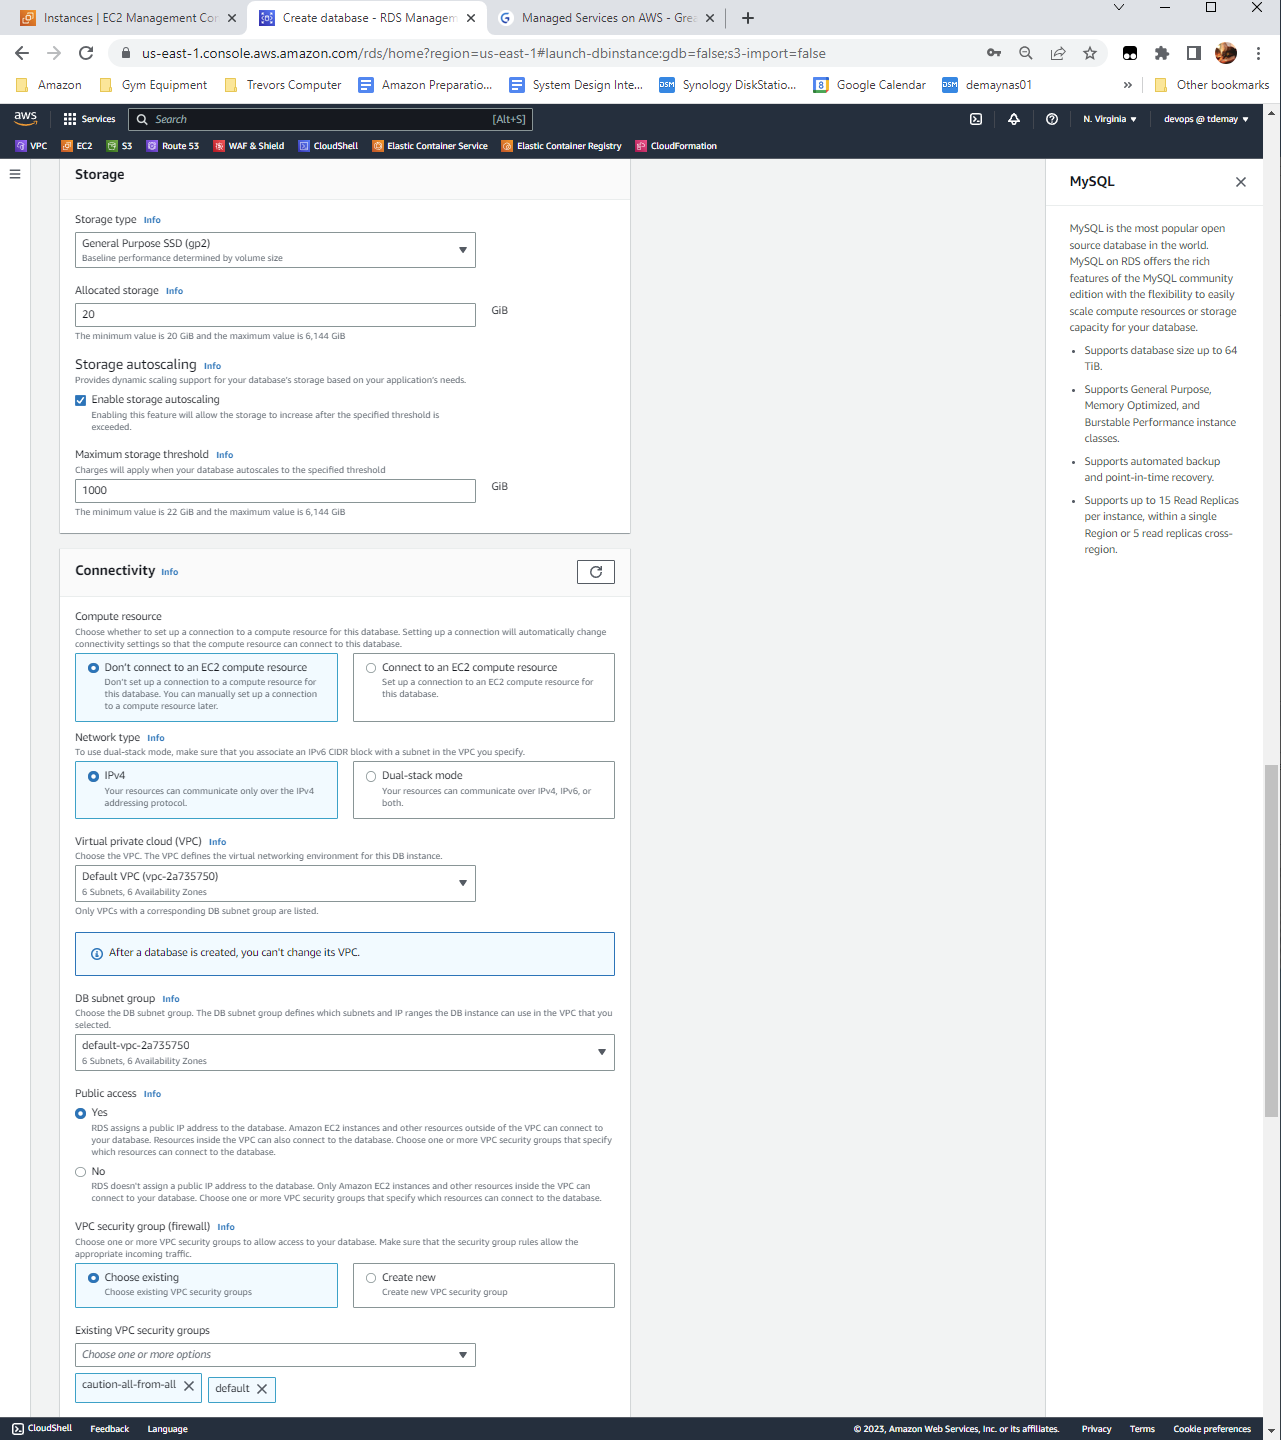 Instances | EC2 Management Con
Create database - RDS Managem
Managed Services on AWS - Grea
us-east-1.console.aws.amazon.com/rds/home?region=us-east-1#launch-dbinstance:gdb=false;s3-import=false
Amazon
Gym Equipment
Trevors Computer
Amazon Preparatio...
System Design Inte...
DSM
Synology DiskStatio...
8
Google Calendar
DSM
demaynas01
»
Other bookmarks
aws
Services
Search
[Alt+S]
N. Virginia
devops @ tdemay
VPC
EC2
S3
Route 53
WAF & Shield
CloudShell
Elastic Container Service
Elastic Container Registry
CloudFormation
Storage
Storage type Info
General Purpose SSD (gp2)
Baseline performance determined by volume size
Allocated storage Info
20
GiB
The minimum value is 20 GiB and the maximum value is 6,144 GiB
Storage autoscaling Info
Provides dynamic scaling support for your database's storage based on your application's needs.
Enable storage autoscaling
Enabling this feature will allow the storage to increase after the specified threshold is
exceeded.
Maximum storage threshold Info
Charges will apply when your database autoscales to the specified threshold
1000
GiB
The minimum value is 22 GiB and the maximum value is 6,144 GiB
Connectivity Info
Compute resource
Choose whether to set up a connection to a compute resource for this database. Setting up a connection will automatically change
connectivity settings so that the compute resource can connect to this database.
Don't connect to an EC2 compute resource
Don't set up a connection to a compute resource for
this database. You can manually set up a connection
to a compute resource later.
Connect to an EC2 compute resource
Set up a connection to an EC2 compute resource for
this database.
Network type Info
To use dual-stack mode, make sure that you associate an IPv6 CIDR block with a subnet in the VPC you specify.
IPv4
Your resources can communicate only over the IPv4
addressing protocol.
Dual-stack mode
Your resources can communicate over IPv4, IPv6, or
both.
Virtual private cloud (VPC) Info
Choose the VPC. The VPC defines the virtual networking environment for this DB instance.
Default VPC (vpc-2a735750)
6 Subnets, 6 Availability Zones
Only VPCs with a corresponding DB subnet group are listed.
After a database is created, you can't change its VPC.
DB subnet group Info
Choose the DB subnet group. The DB subnet group defines which subnets and IP ranges the DB instance can use in the VPC that you
selected.
default-vpc-2a735750
6 Subnets, 6 Availability Zones
Public access Info
Yes
RDS assigns a public IP address to the database. Amazon EC2 instances and other resources outside of the VPC can connect to
your database. Resources inside the VPC can also connect to the database. Choose one or more VPC security groups that specify
which resources can connect to the database.
No
RDS doesn't assign a public IP address to the database. Only Amazon EC2 instances and other resources inside the VPC can
connect to your database. Choose one or more VPC security groups that specify which resources can connect to the database.
VPC security group (firewall) Info
Choose one or more VPC security groups to allow access to your database. Make sure that the security group rules allow the
appropriate incoming traffic.
Choose existing
Choose existing VPC security groups
Create new
Create new VPC security group
Existing VPC security groups
Choose one or more options
caution-all-from-all
default
MySQL
MySQL is the most popular open
source database in the world.
MySQL on RDS offers the rich
features of the MySQL community
edition with the flexibility to easily
scale compute resources or storage
capacity for your database.
• Supports database size up to 64
TiB.
• Supports General Purpose,
Memory Optimized, and
Burstable Performance instance
classes.
• Supports automated backup
and point-in-time recovery.
• Supports up to 15 Read Replicas
per instance, within a single
Region or 5 read replicas cross-
region.
CloudShell
Feedback
Language
© 2023, Amazon Web Services, Inc. or its affiliates.
Privacy
Terms
Cookie preferences